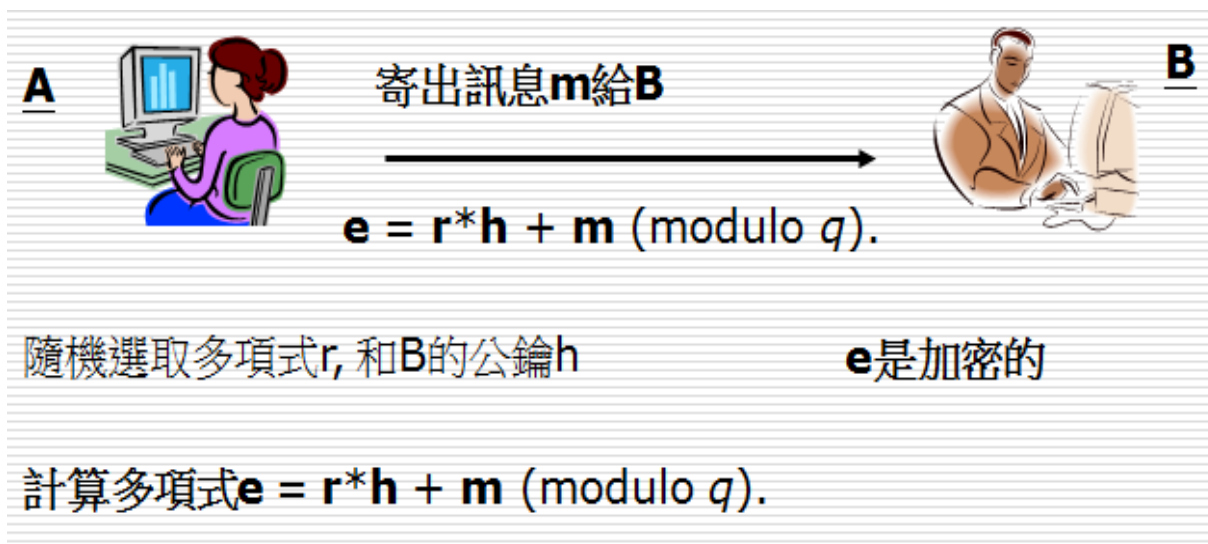 A
寄出訊息m給B
B
e = r*h + m (modulo q).
隨機選取多項式r, 和B的公鑰h
e是加密的
計算多項式e = r*h + m (modulo q).